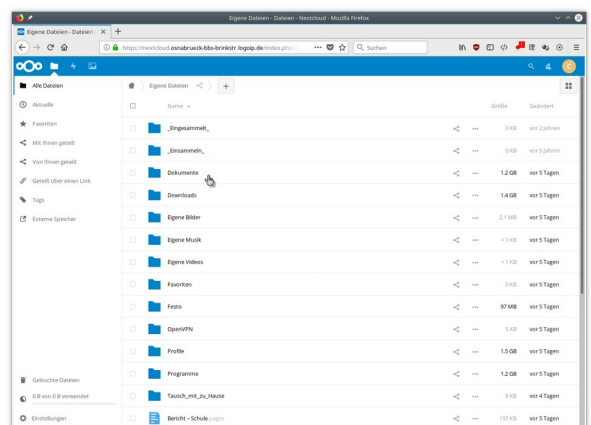 Eigene Dateien - Dateien - Nextcloud - Mozilla Firefox
Eigene Dateien - Dateien -
https://nextcloud.osnabrueck-bbs-brinkstr.logoip.de/index.php/
Suchen
C
Alle Dateien
Aktuelle
Favoriten
Mit Ihnen geteilt
Von Ihnen geteilt
Geteilt über einen Link
Tags
Externe Speicher
Gelöschte Dateien
0 B von 0 B verwendet
Einstellungen
Eigene Dateien +
Name Größe Geändert
_Eingesammelt_ 0 KB vor 2 Jahren
_Einsammeln_ 0 KB vor 5 Jahren
Dokumente 1.2 GB vor 5 Tagen
Downloads 1.4 GB vor 5 Tagen
Eigene Bilder 2.1 MB vor 5 Tagen
Eigene Musik < 1 KB vor 5 Tagen
Eigene Videos < 1 KB vor 5 Tagen
Favoriten 0 KB vor 5 Tagen
Festo 97 MB vor 5 Tagen
OpenVPN 5 KB vor 5 Tagen
Profile 1.5 GB vor 5 Tagen
Programme 1.2 GB vor 5 Tagen
Tausch_mit_zu_Hause 8 KB vor 4 Tagen
Bericht – Schule.pages 197 KB vor 5 Tagen